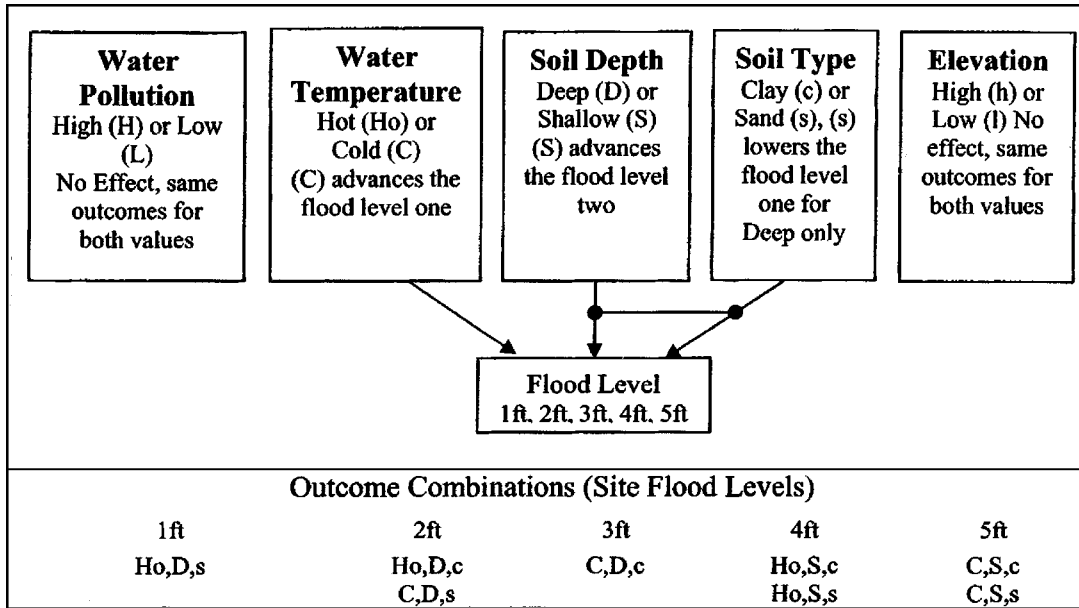 Water
Pollution
High (H) or Low
(L)
No Effect, same
outcomes for
both values
Water
Temperature
Hot (Ho) or
Cold (C)
(C) advances the
flood level one
Soil Depth
Deep (D) or
Shallow (S)
(S) advances
the flood level
two
Soil Type
Clay (c) or
Sand (s), (s)
lowers the
flood level
one for
Deep only
Elevation
High (h) or
Low (l) No
effect, same
outcomes for
both values
Flood Level
1ft, 2ft, 3ft, 4ft, 5ft
Outcome Combinations (Site Flood Levels)
1ft 2ft 3ft 4ft 5ft
Ho,D,s Ho,D,c C,D,c Ho,S,c C,S,c
C,D,s Ho,S,s C,S,s